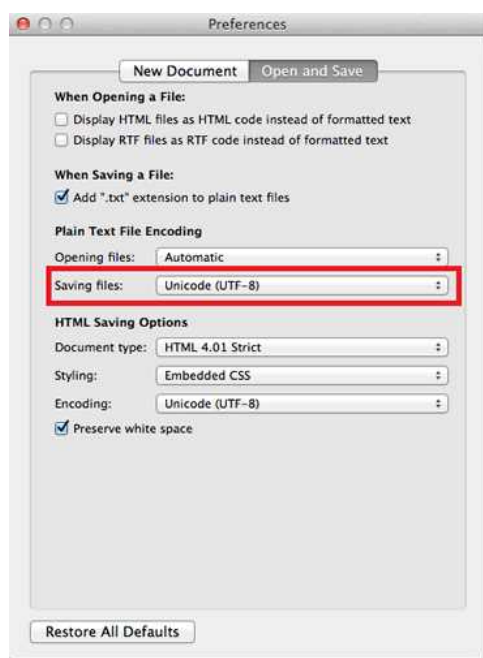 Preferences
New Document Open and Save
When Opening a File:
Display HTML files as HTML code instead of formatted text
Display RTF files as RTF code instead of formatted text
When Saving a File:
Add ".txt" extension to plain text files
Plain Text File Encoding
Opening files: Automatic
Saving files: Unicode (UTF-8)
HTML Saving Options
Document type: HTML 4.01 Strict
Styling: Embedded CSS
Encoding: Unicode (UTF-8)
Preserve white space
Restore All Defaults